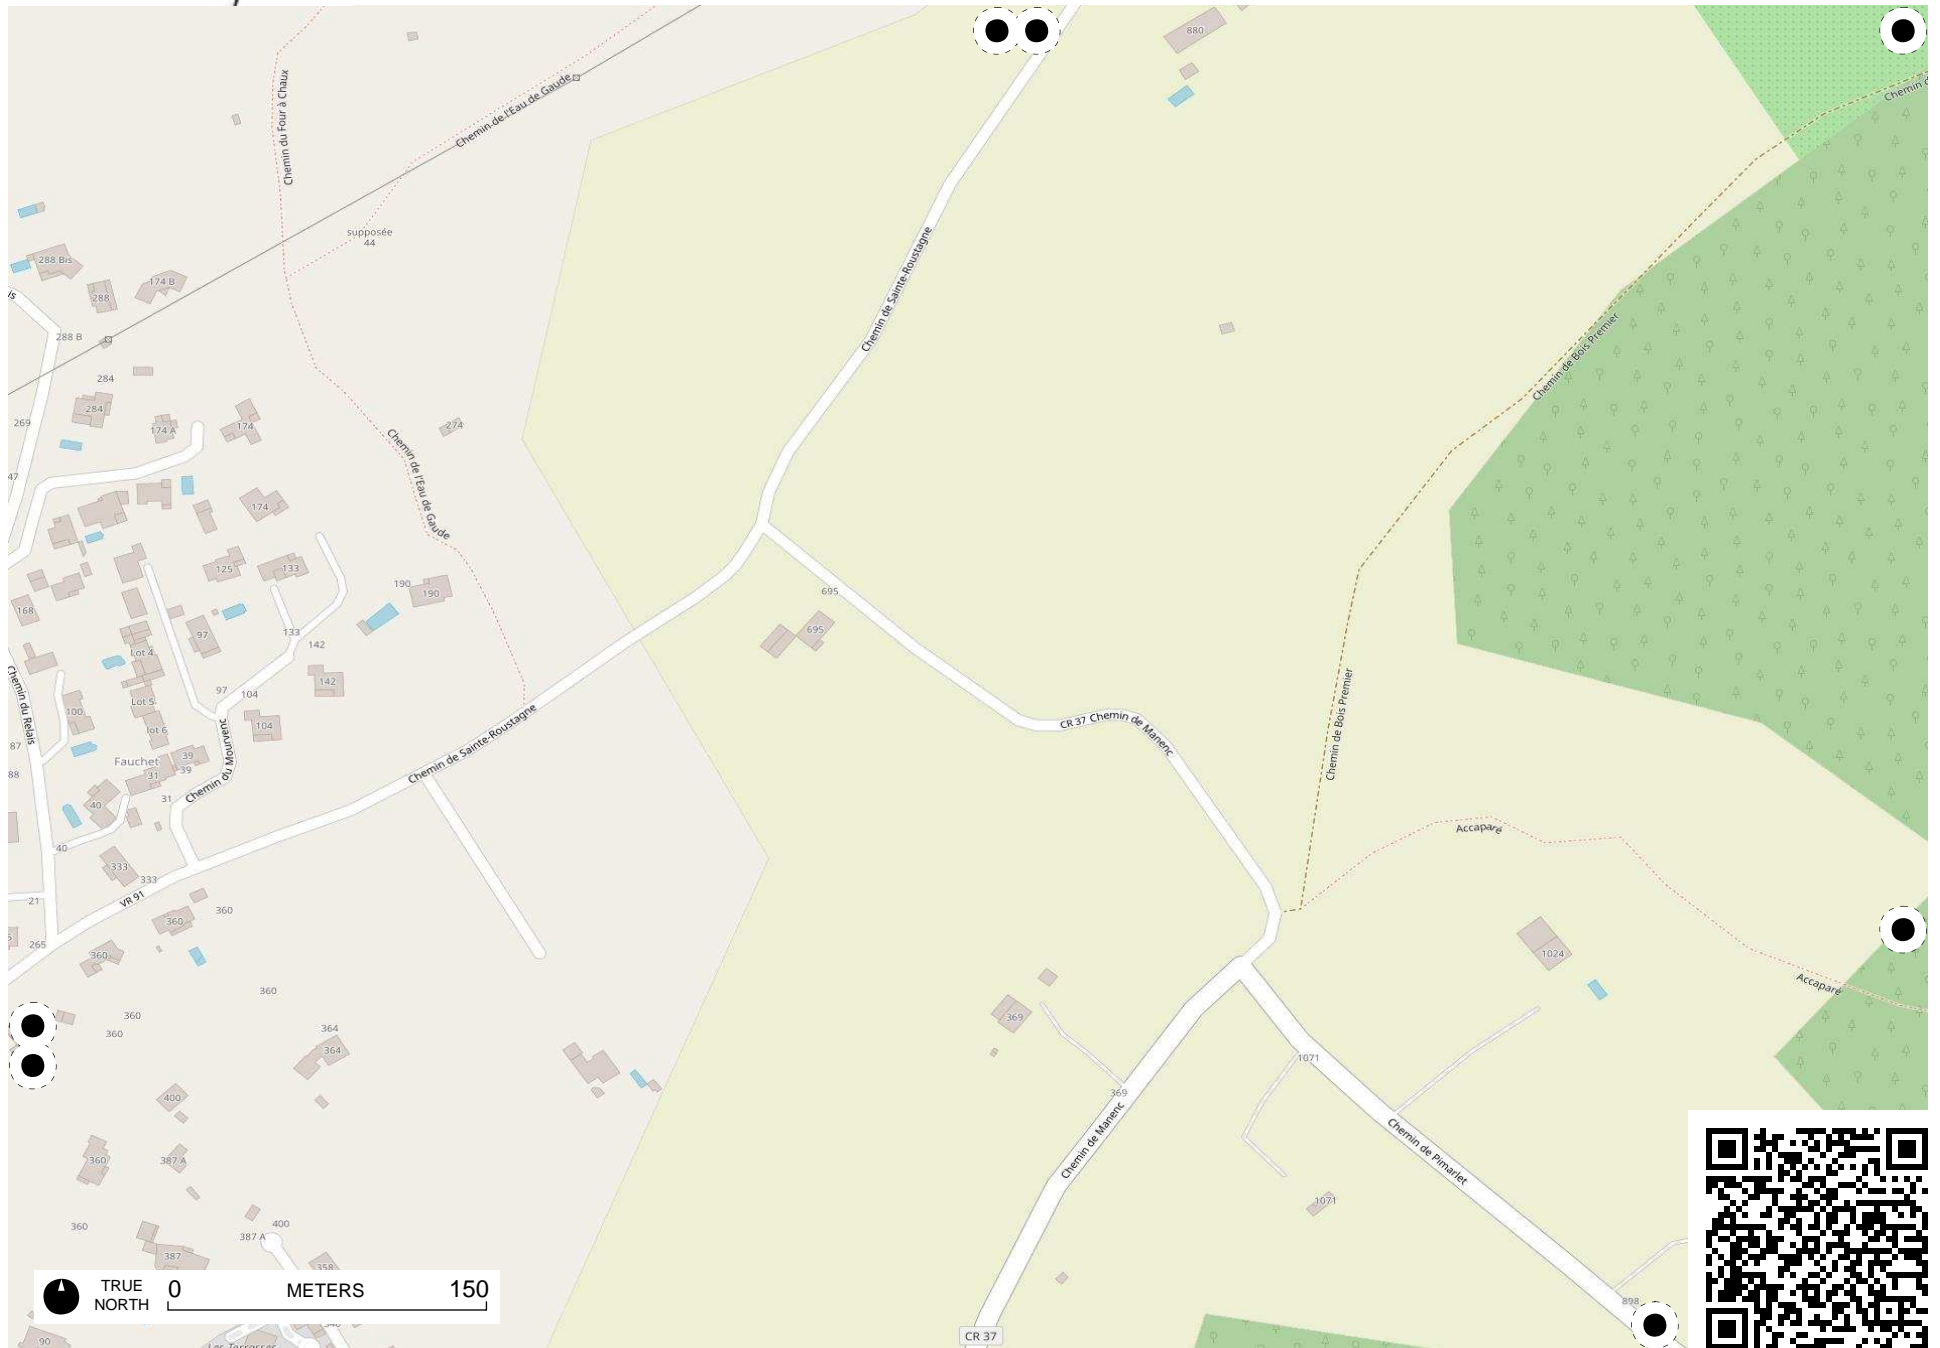 880
Chemin du Four à Chaux
Chemin de l'Eau de Gaude
supposée
44
288 Bis
174 B
288
288 B
Chemin de Sainte-Roustagne
284
284
269
174 A
174
274
Chemin de Bois Premier
47
Chemin de l'Eau de Gaude
174
125
133
190
190
695
168
695
97
133
142
Lot 4
142
Chemin du Relais
97
104
100
Lot 5
104
lot 6
Chemin de Sainte-Roustagne
CR 37 Chemin de Manenc
Chemin de Bois Premier
87
39
Fauchet
39
31
88
Chemin du Mourvenc
31
40
Accaparé
40
333
333
VR 91
21
360
360
265
360
1024
Accaparé
360
360
369
360
364
364
1071
400
369
Chemin de Manenc
Chemin de Pimarlet
360
387 A
1071
360
400
387 A
387
358
TRUE
NORTH
0
METERS
150
898
CR 37
90
Les Terrasses